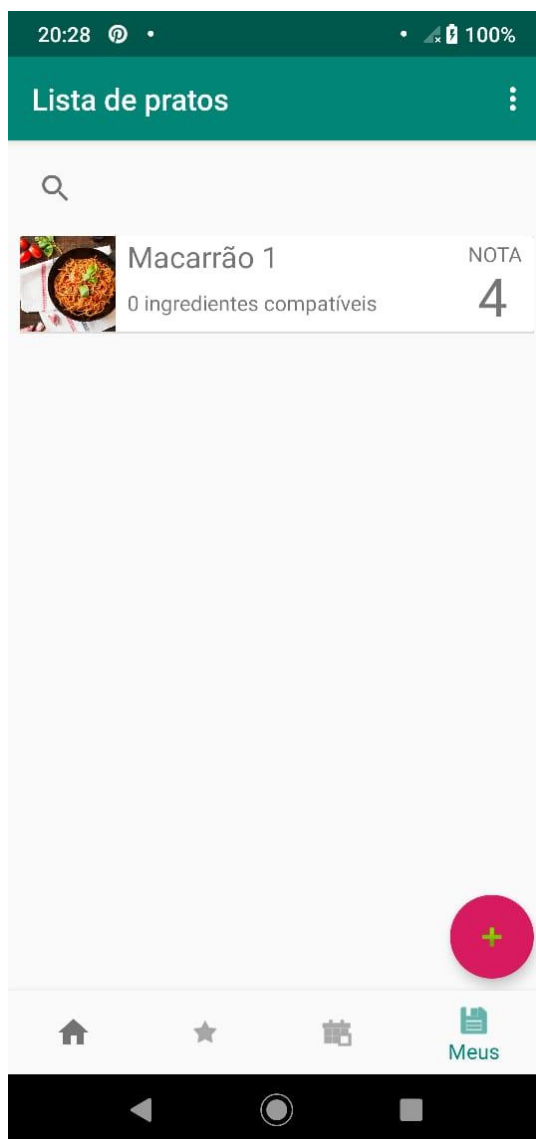 20:28 100%
Lista de pratos
Macarrão 1
0 ingredientes compatíveis
NOTA
4
Meus